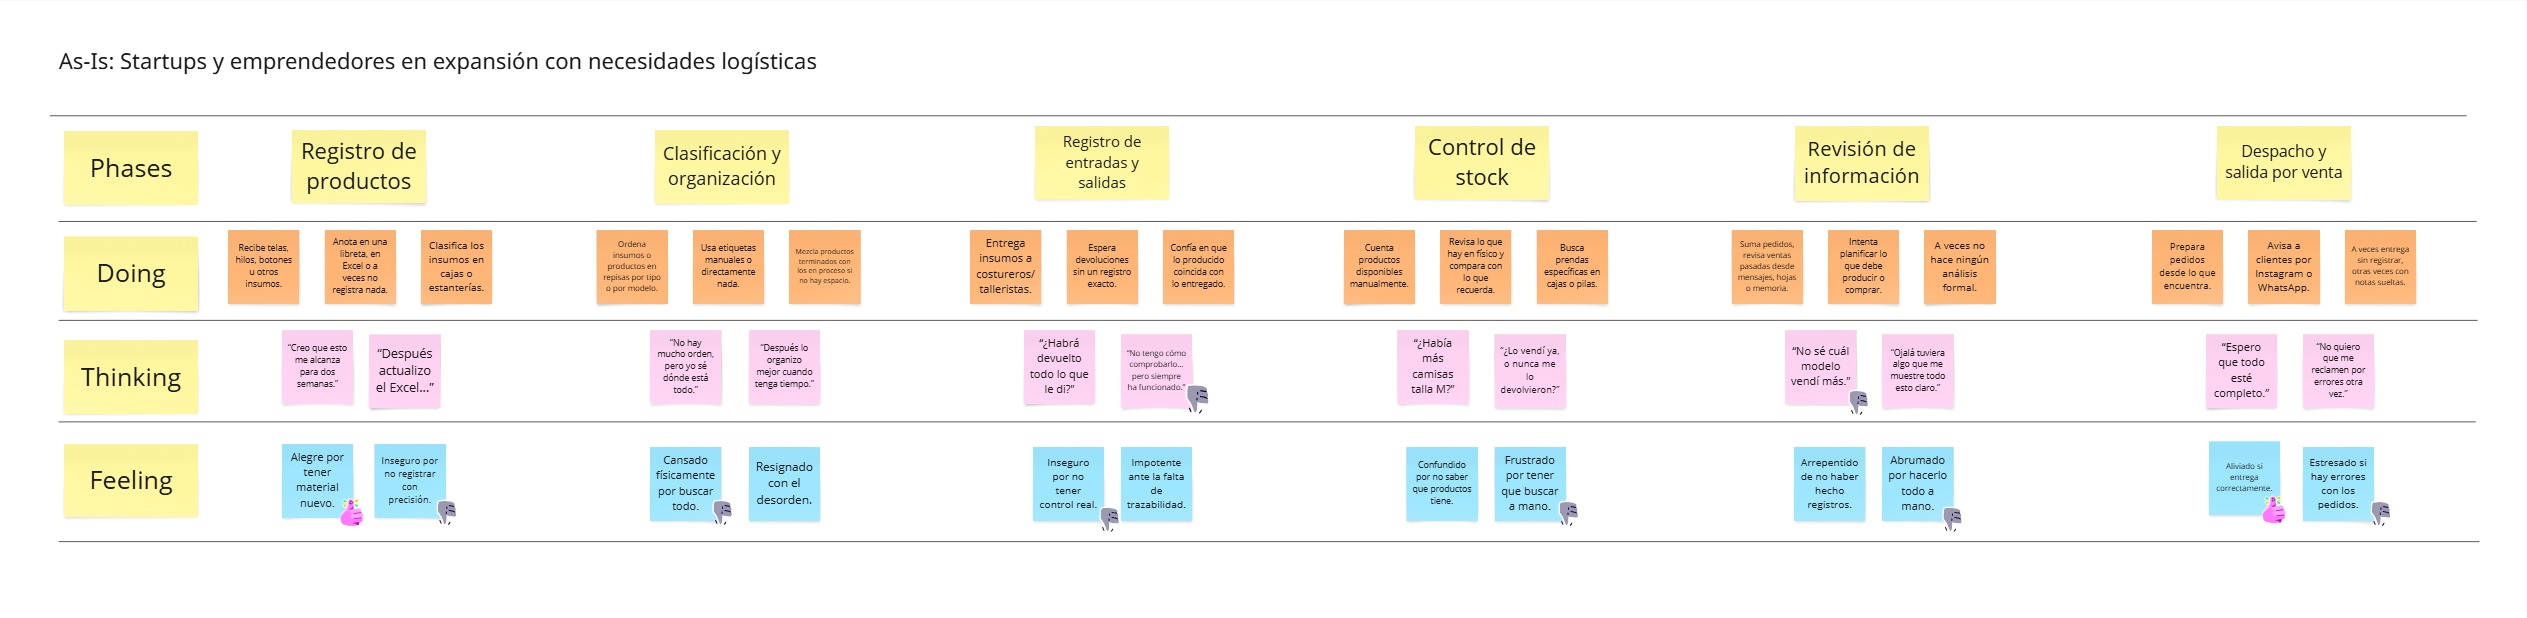 As-Is: Startups y emprendedores en expansión con necesidades logísticas
Phases
Registro de
productos
Clasificación y
organización
Registro de
entradas y
salidas
Control de
stock
Revisión de
información
Despacho y
salida por venta
Doing
Recibe telas,
hilos, botones
u otros
insumos.
Anota en una
libreta, en
Excel o a
veces no
registra nada.
Clasifica los
insumos en
cajas o
estanterías.
Ordena
insumos o
productos en
repisas por tipo
o por modelo.
Usa etiquetas
manuales o
directamente
nada.
Mezcla productos
terminados con
los en proceso si
no hay espacio.
Entrega
insumos a
costureros/
talleristas.
Espera
devoluciones
sin un registro
exacto.
Confía en que
lo producido
coincida con
lo entregado.
Cuenta
productos
disponibles
manualmente.
Revisa lo que
hay en físico y
compara con
lo que
recuerda.
Busca
prendas
específicas en
cajas o pilas.
Suma pedidos,
revisa ventas
pasadas desde
mensajes, hojas
o memoria.
Intenta
planificar lo
que debe
producir o
comprar.
A veces no
hace ningún
análisis
formal.
Prepara
pedidos
desde lo que
encuentra.
Avisa a
clientes por
Instagram o
WhatsApp.
A veces entrega
sin registrar,
otras veces con
notas sueltas.
Thinking
“Creo que esto
me alcanza
para dos
semanas.”
“Después
actualizo
el Excel…”
“No hay
mucho orden,
pero yo sé
dónde está
todo.”
“Después lo
organizo
mejor cuando
tenga tiempo.”
“¿Habrá
devuelto
todo lo que
le di?”
“No tengo cómo
comprobarlo…
pero siempre
ha funcionado.”
“¿Había
más
camisas
talla M?”
“¿Lo vendí ya,
o nunca me
lo
devolvieron?”
“No sé cuál
modelo
vendí más.”
“Ojalá tuviera
algo que me
muestre todo
esto claro.”
“Espero
que todo
esté
completo.”
“No quiero
que me
reclamen por
errores otra
vez.”
Feeling
Alegre por
tener
material
nuevo.
Inseguro por
no registrar
con
precisión.
Cansado
físicamente
por buscar
todo.
Resignado
con el
desorden.
Inseguro
por no
tener
control real.
Impotente
ante la falta
de
trazabilidad.
Confundido
por no saber
que productos
tiene.
Frustrado
por tener
que buscar
a mano.
Arrepentido
de no haber
hecho
registros.
Abrumado
por hacerlo
todo a
mano.
Aliviado si
entrega
correctamente.
Estresado si
hay errores
con los
pedidos.